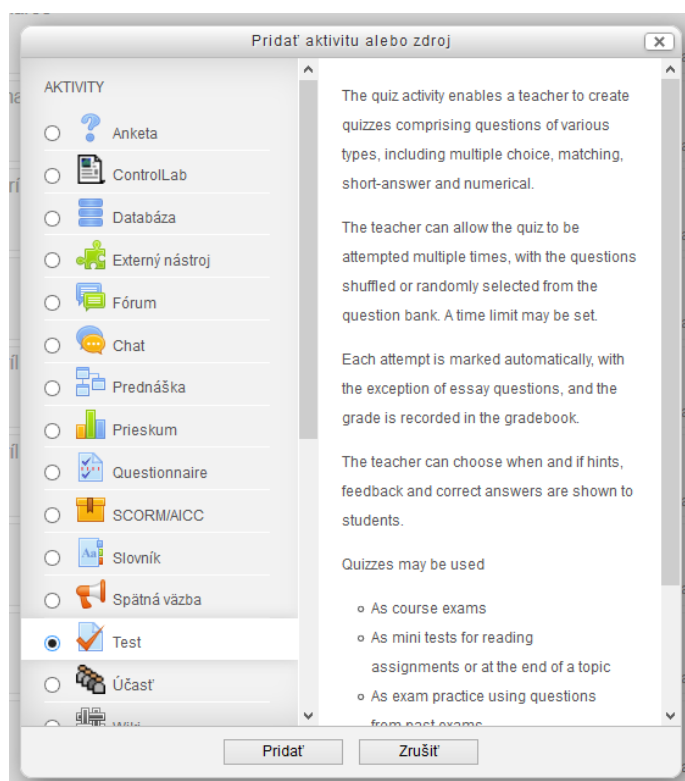 Pridať aktivitu alebo zdroj
AKTIVITY
Anketa
ControlLab
Databáza
Externý nástroj
Fórum
Chat
Prednáška
Prieskum
Questionnaire
SCORM/AICC
Slovník
Spätná väzba
Test
Účasť
Wiki
The quiz activity enables a teacher to create
quizzes comprising questions of various
types, including multiple choice, matching,
short-answer and numerical.
The teacher can allow the quiz to be
attempted multiple times, with the questions
shuffled or randomly selected from the
question bank. A time limit may be set.
Each attempt is marked automatically, with
the exception of essay questions, and the
grade is recorded in the gradebook.
The teacher can choose when and if hints,
feedback and correct answers are shown to
students.
Quizzes may be used
As course exams
As mini tests for reading
assignments or at the end of a topic
As exam practice using questions
from past exams
Pridať
Zrušiť